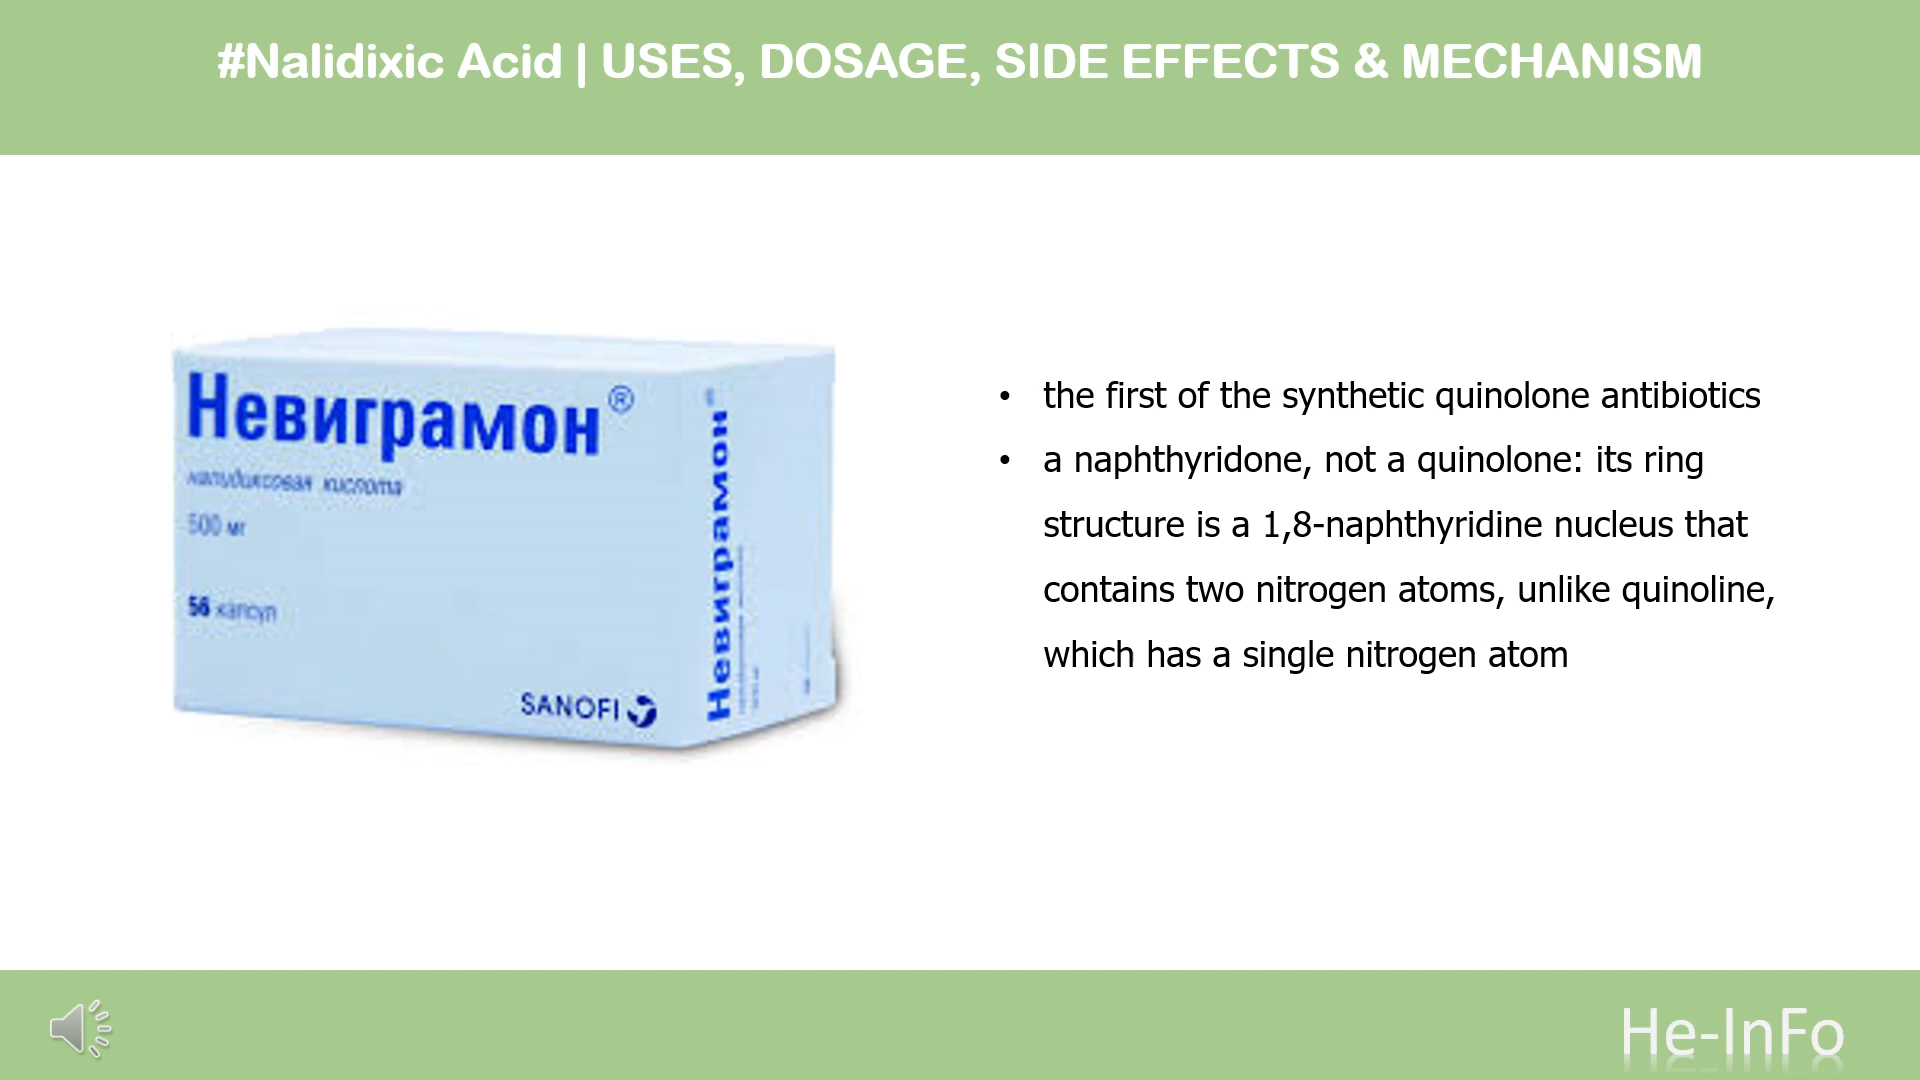 #Nalidixic Acid | USES, DOSAGE, SIDE EFFECTS & MECHANISM
Невиграмон®
налидиксовая кислота
500 мг
56 капсул
SANOFI
Невиграмон®
• the first of the synthetic quinolone antibiotics
• a naphthyridone, not a quinolone: its ring
structure is a 1,8-naphthyridine nucleus that
contains two nitrogen atoms, unlike quinoline,
which has a single nitrogen atom
He-InFo